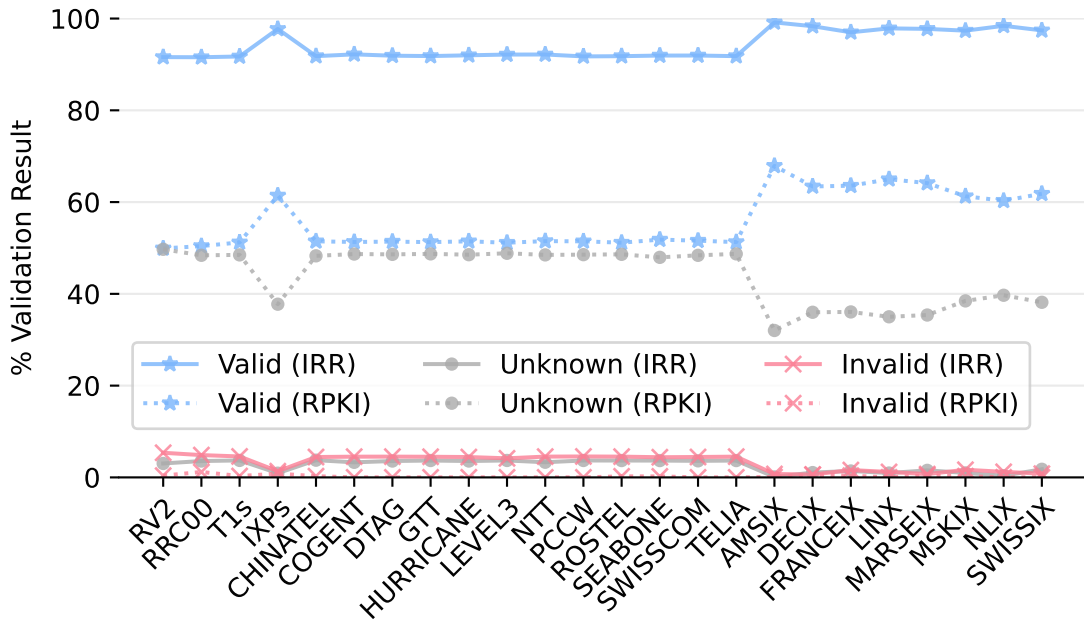 % Validation Result
100
80
60
40
20
0
Valid (IRR)
Unknown (IRR)
Invalid (IRR)
Valid (RPKI)
Unknown (RPKI)
Invalid (RPKI)
RV2
RRC00
T1s
IXPs
CHINATEL
COGENT
DTAG
GTT
HURRICANE
LEVEL3
NTT
PCCW
ROSTEL
SEABONE
SWISSCOM
TELIA
AMSIX
DECIX
FRANCEIX
LINX
MARSEIX
MSKIX
NLIX
SWISSIX